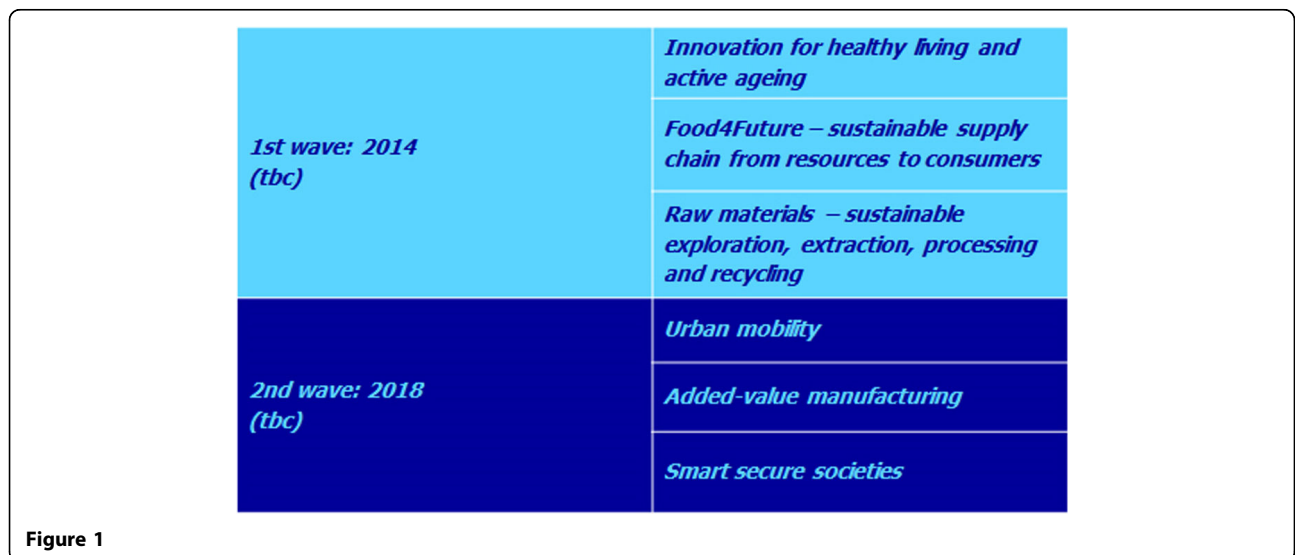 1st wave: 2014
(tbc)
Innovation for healthy living and
active ageing
Food4Future – sustainable supply
chain from resources to consumers
Raw materials – sustainable
exploration, extraction, processing
and recycling
2nd wave: 2018
(tbc)
Urban mobility
Added-value manufacturing
Smart secure societies
Figure 1